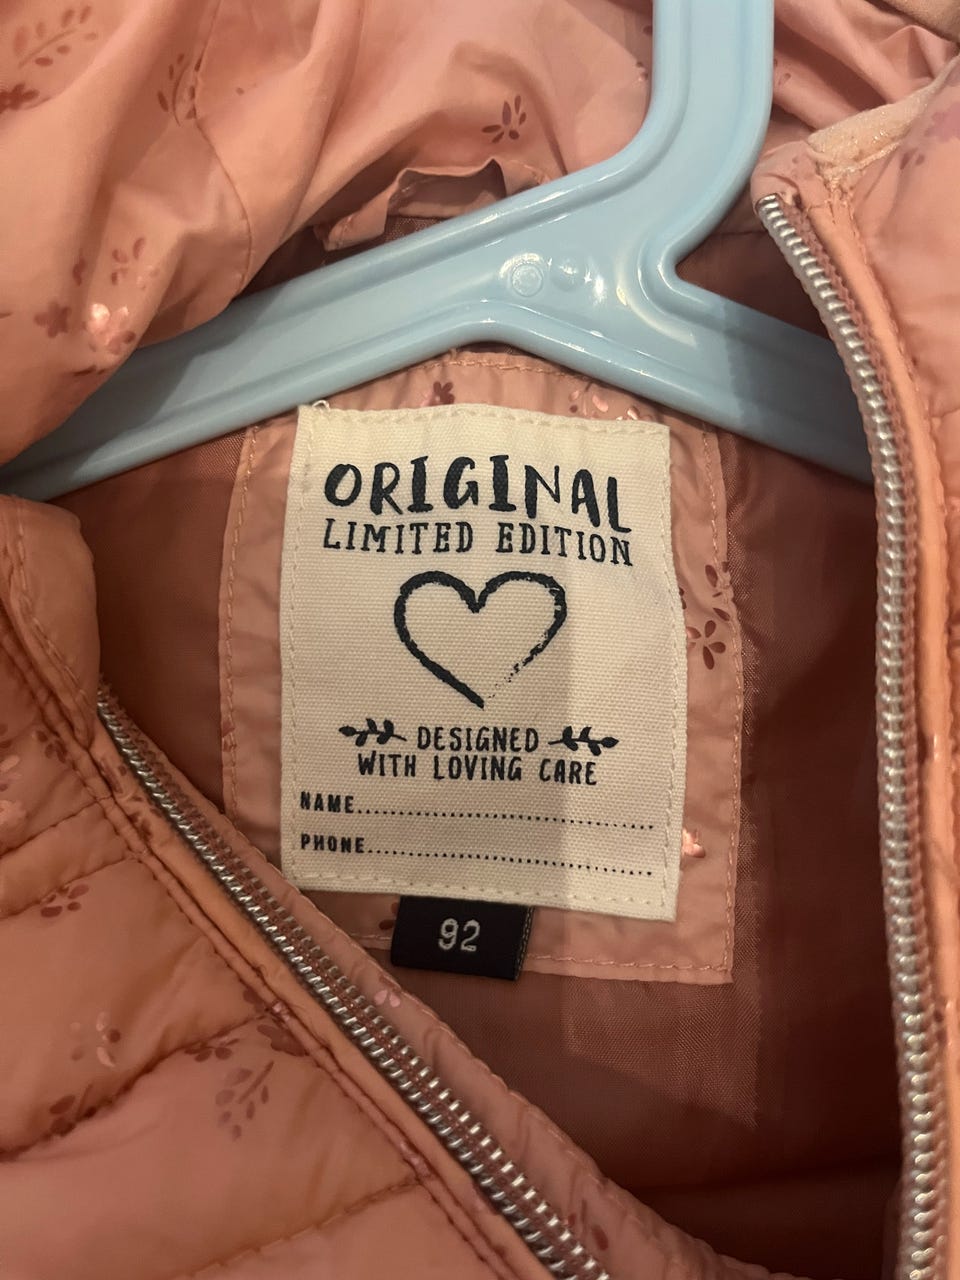 ORIGINAL
LIMITED EDITION
DESIGNED
WITH LOVING CARE
NAME....................................
PHONE..................................
92